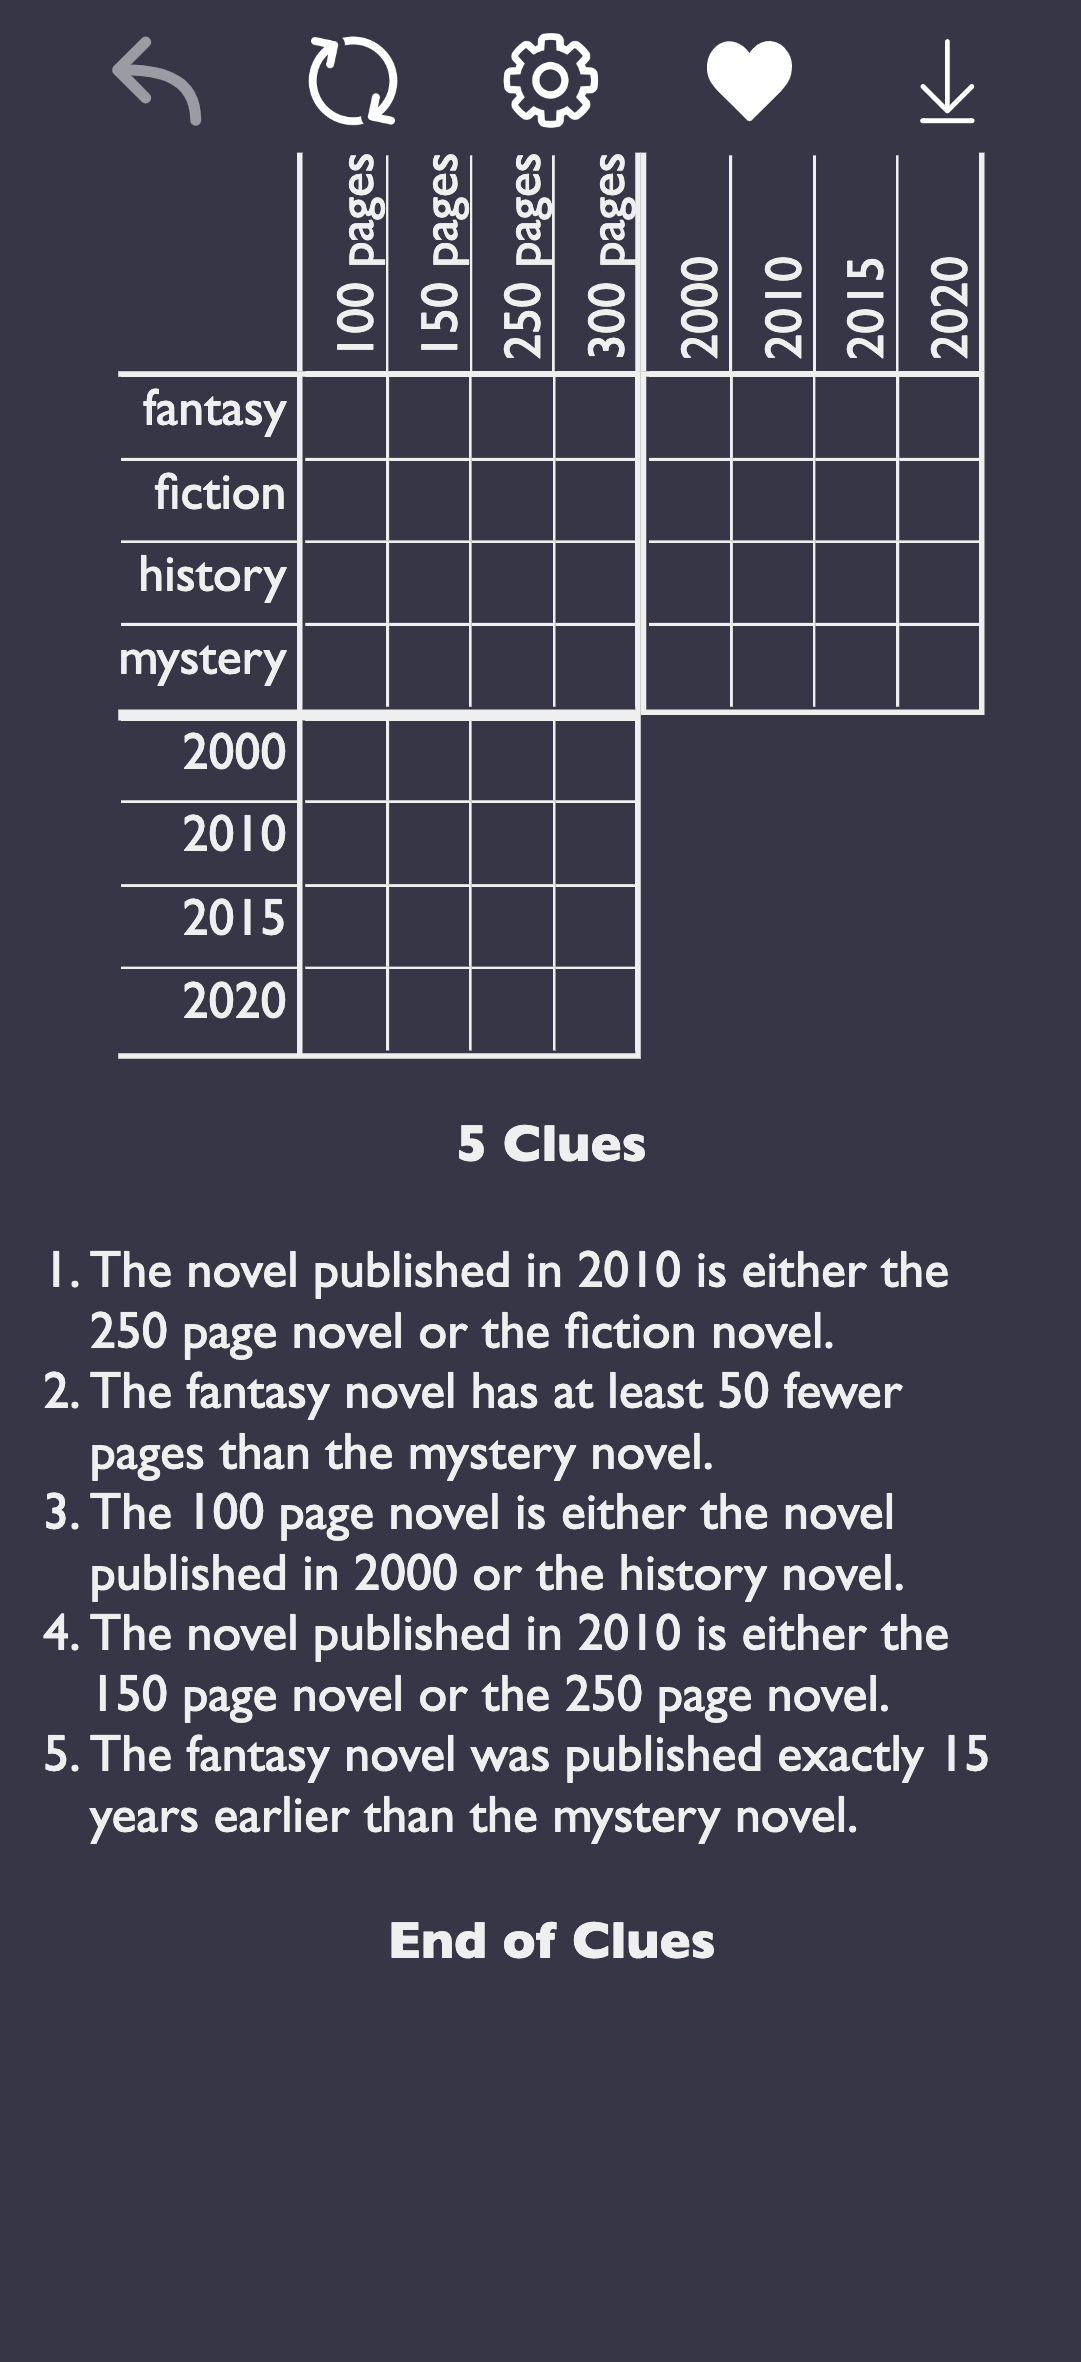 100 pages
150 pages
250 pages
300 pages
2000
2010
2015
2020
fantasy
fiction
history
mystery
2000
2010
2015
2020
5 Clues
1. The novel published in 2010 is either the
250 page novel or the fiction novel.
2. The fantasy novel has at least 50 fewer
pages than the mystery novel.
3. The 100 page novel is either the novel
published in 2000 or the history novel.
4. The novel published in 2010 is either the
150 page novel or the 250 page novel.
5. The fantasy novel was published exactly 15
years earlier than the mystery novel.
End of Clues